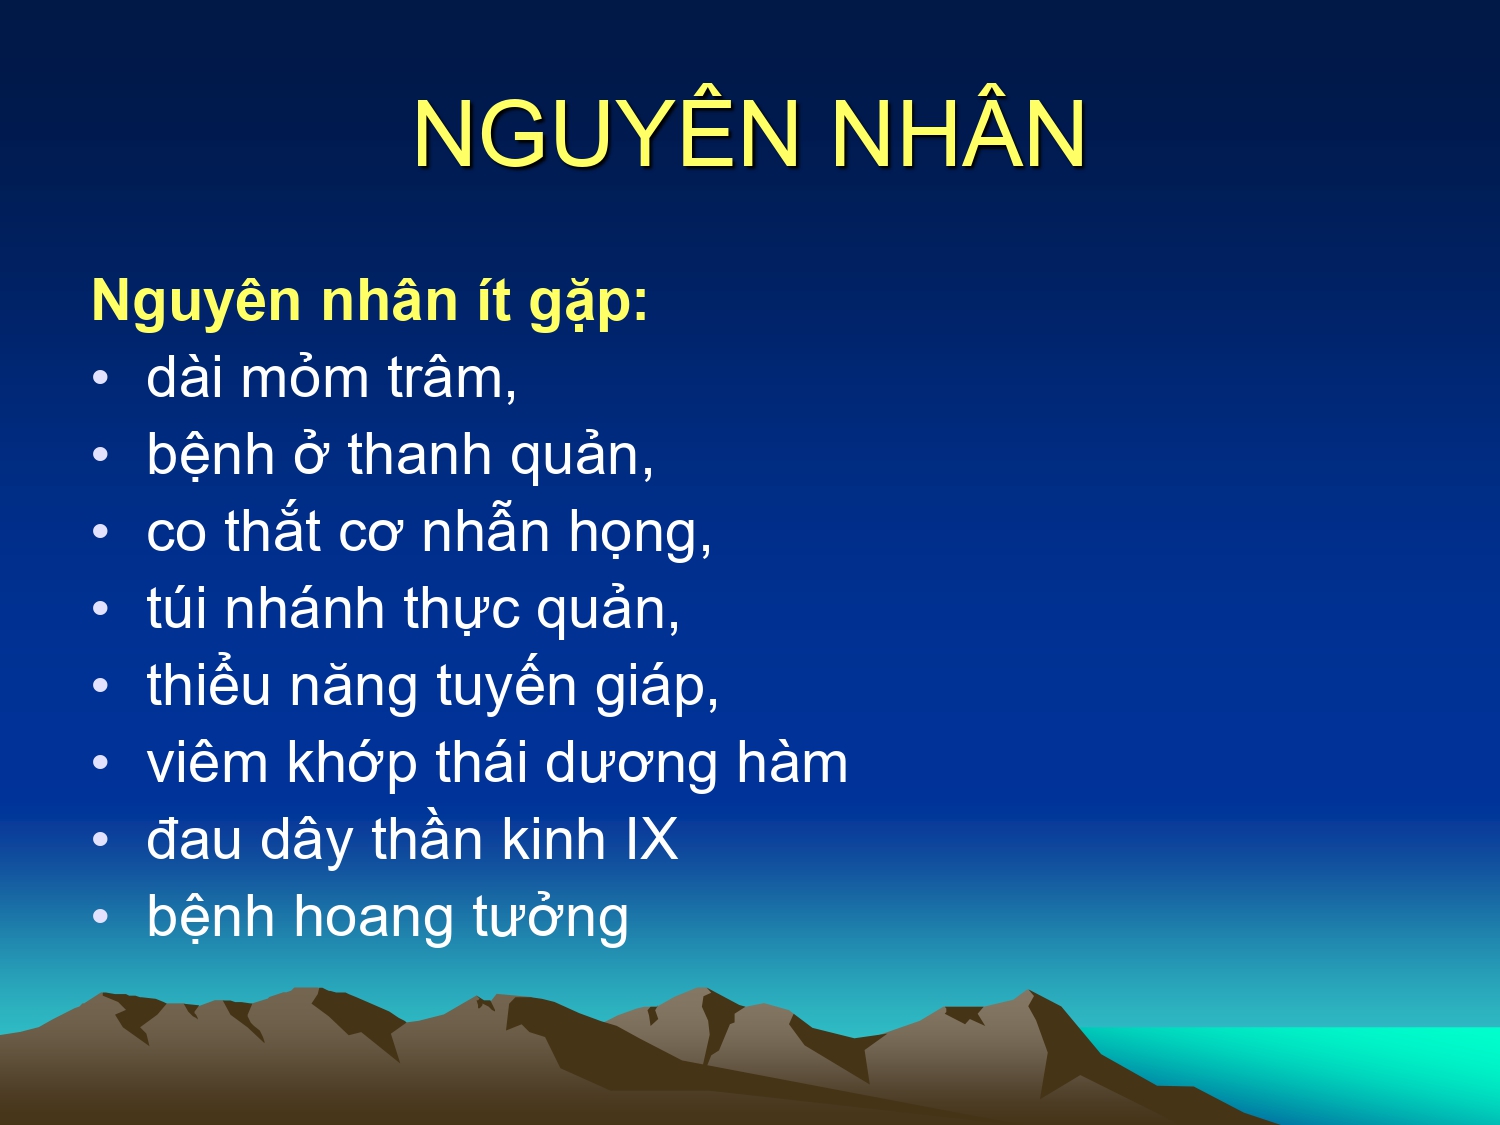 NGUYÊN NHÂN
Nguyên nhân ít gặp:
• dài mỏm trâm,
• bệnh ở thanh quản,
• co thắt cơ nhẫn họng,
• túi nhánh thực quản,
• thiểu năng tuyến giáp,
• viêm khớp thái dương hàm
• đau dây thần kinh IX
• bệnh hoang tưởng